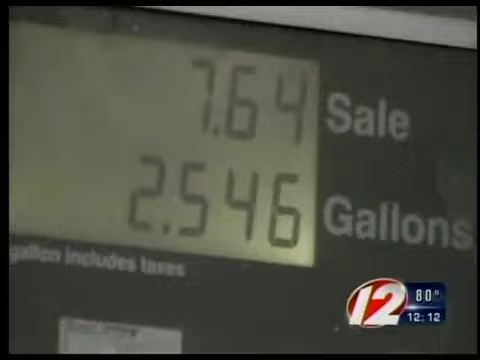 7.64 Sale
2.546 Gallons
gallon includes taxes
12 80°
12:12